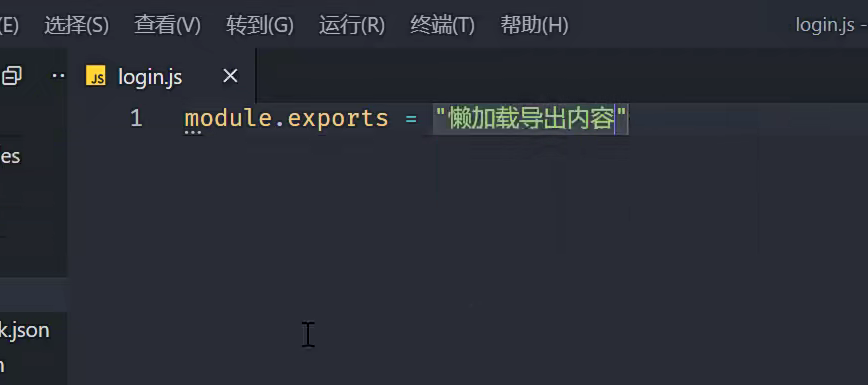 (E) 选择(S) 查看(V) 转到(G) 运行(R) 终端(T) 帮助(H) login.js -
JS login.js
1 module.exports = "懒加载导出内容"
es
k.json
n